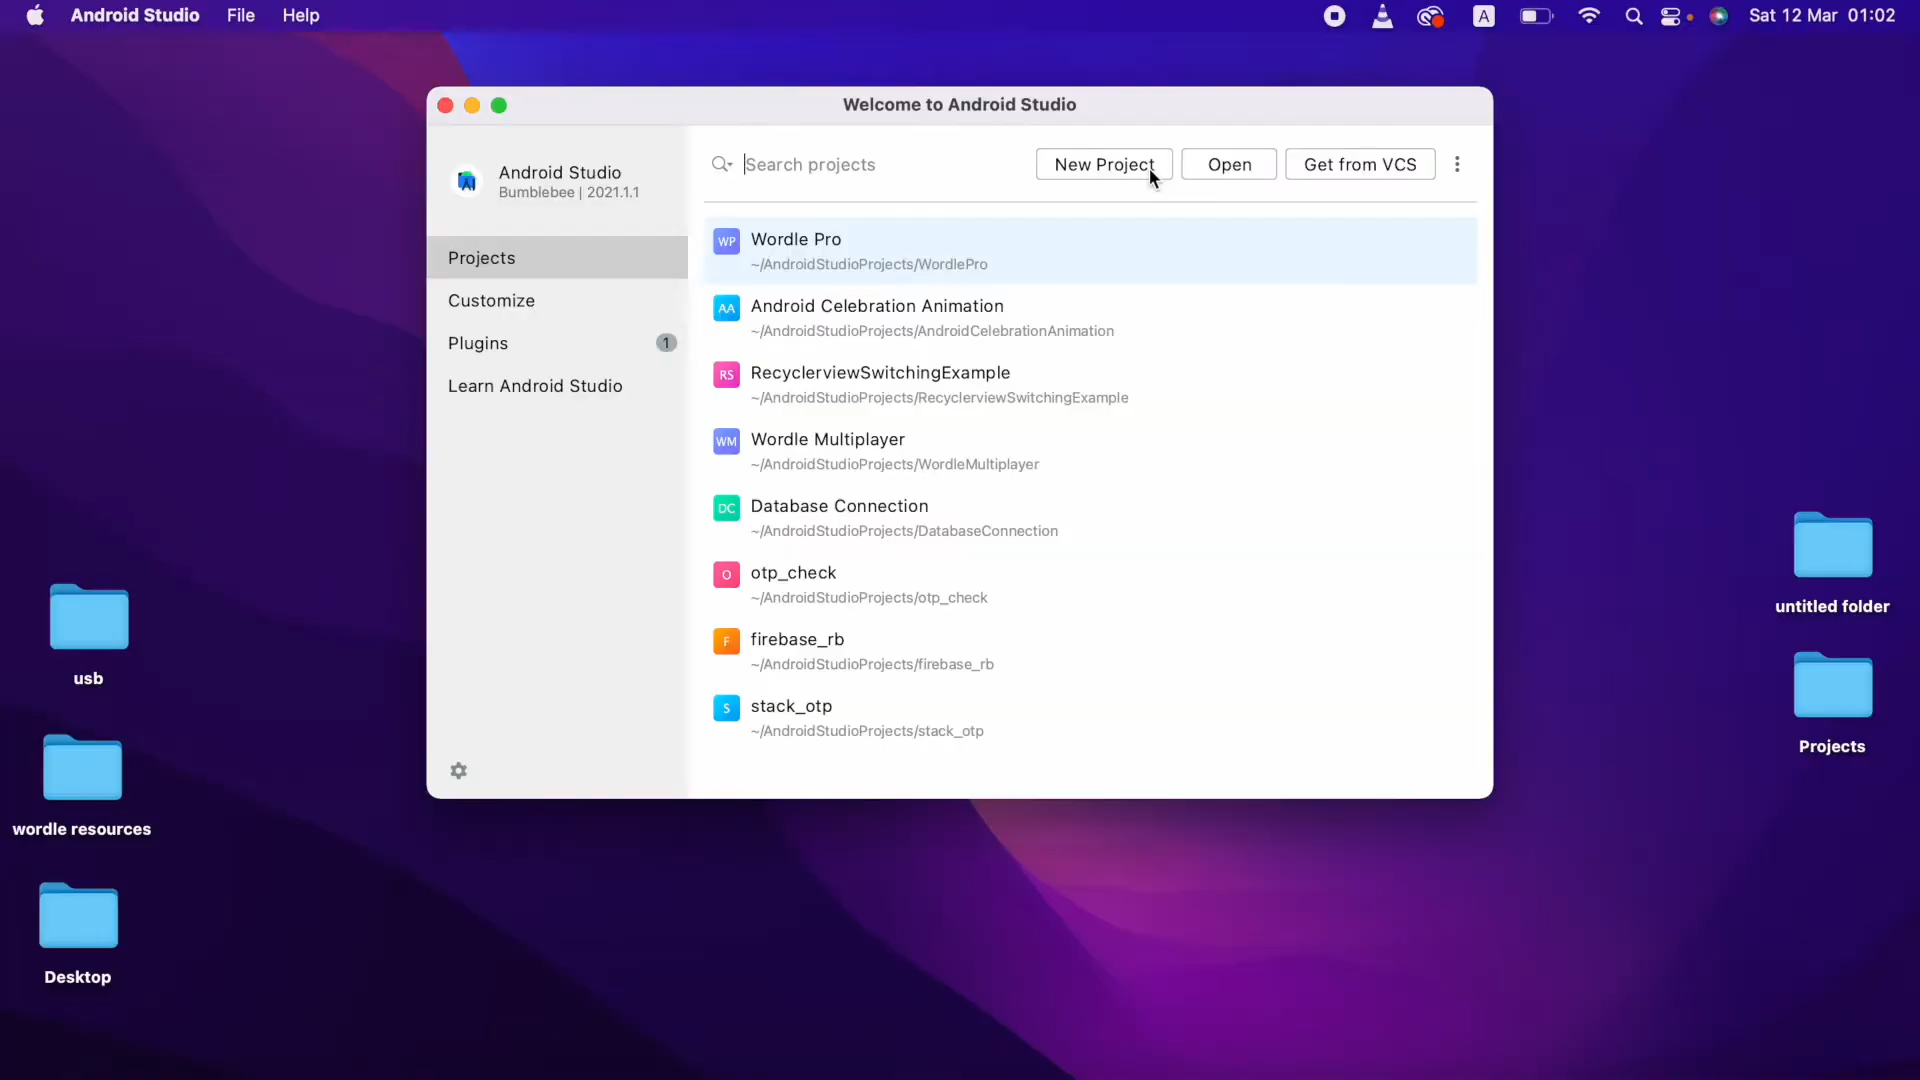 Android Studio File Help
A Sat 12 Mar 01:02
Welcome to Android Studio
Android Studio
Bumblebee | 2021.1.1
Search projects
New Project
Open
Get from VCS
Projects
Customize
Plugins 1
Learn Android Studio
WP Wordle Pro
~/AndroidStudioProjects/WordlePro
AA Android Celebration Animation
~/AndroidStudioProjects/AndroidCelebrationAnimation
RS RecyclerviewSwitchingExample
~/AndroidStudioProjects/RecyclerviewSwitchingExample
WM Wordle Multiplayer
~/AndroidStudioProjects/WordleMultiplayer
DC Database Connection
~/AndroidStudioProjects/DatabaseConnection
O otp_check
~/AndroidStudioProjects/otp_check
F firebase_rb
~/AndroidStudioProjects/firebase_rb
S stack_otp
~/AndroidStudioProjects/stack_otp
usb
wordle resources
Desktop
untitled folder
Projects